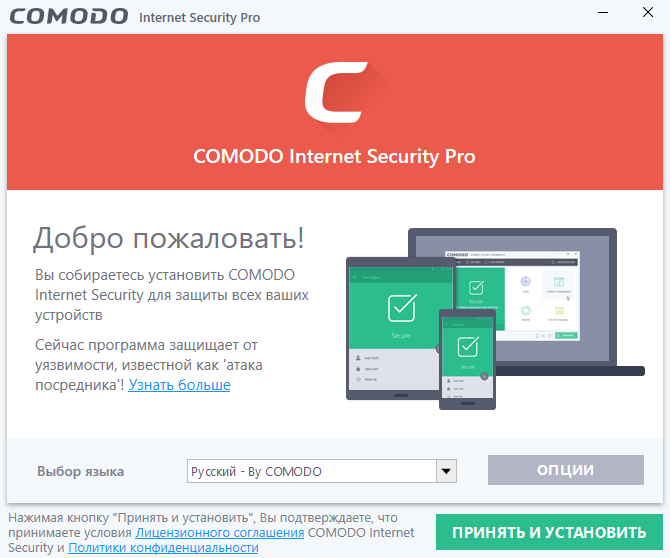 COMODO Internet Security Pro
COMODO Internet Security Pro
Добро пожаловать!
Вы собираетесь установить COMODO
Internet Security для защиты всех ваших
устройств
Сейчас программа защищает от
уязвимости, известной как 'атака
посредника'! Узнать больше
COMODO
Secure
Secure
Secure
Выбор языка
Русский - By COMODO
ОПЦИИ
Нажимая кнопку "Принять и установить", Вы подтверждаете, что
принимаете условия Лицензионного соглашения COMODO Internet
Security и Политики конфиденциальности
ПРИНЯТЬ И УСТАНОВИТЬ